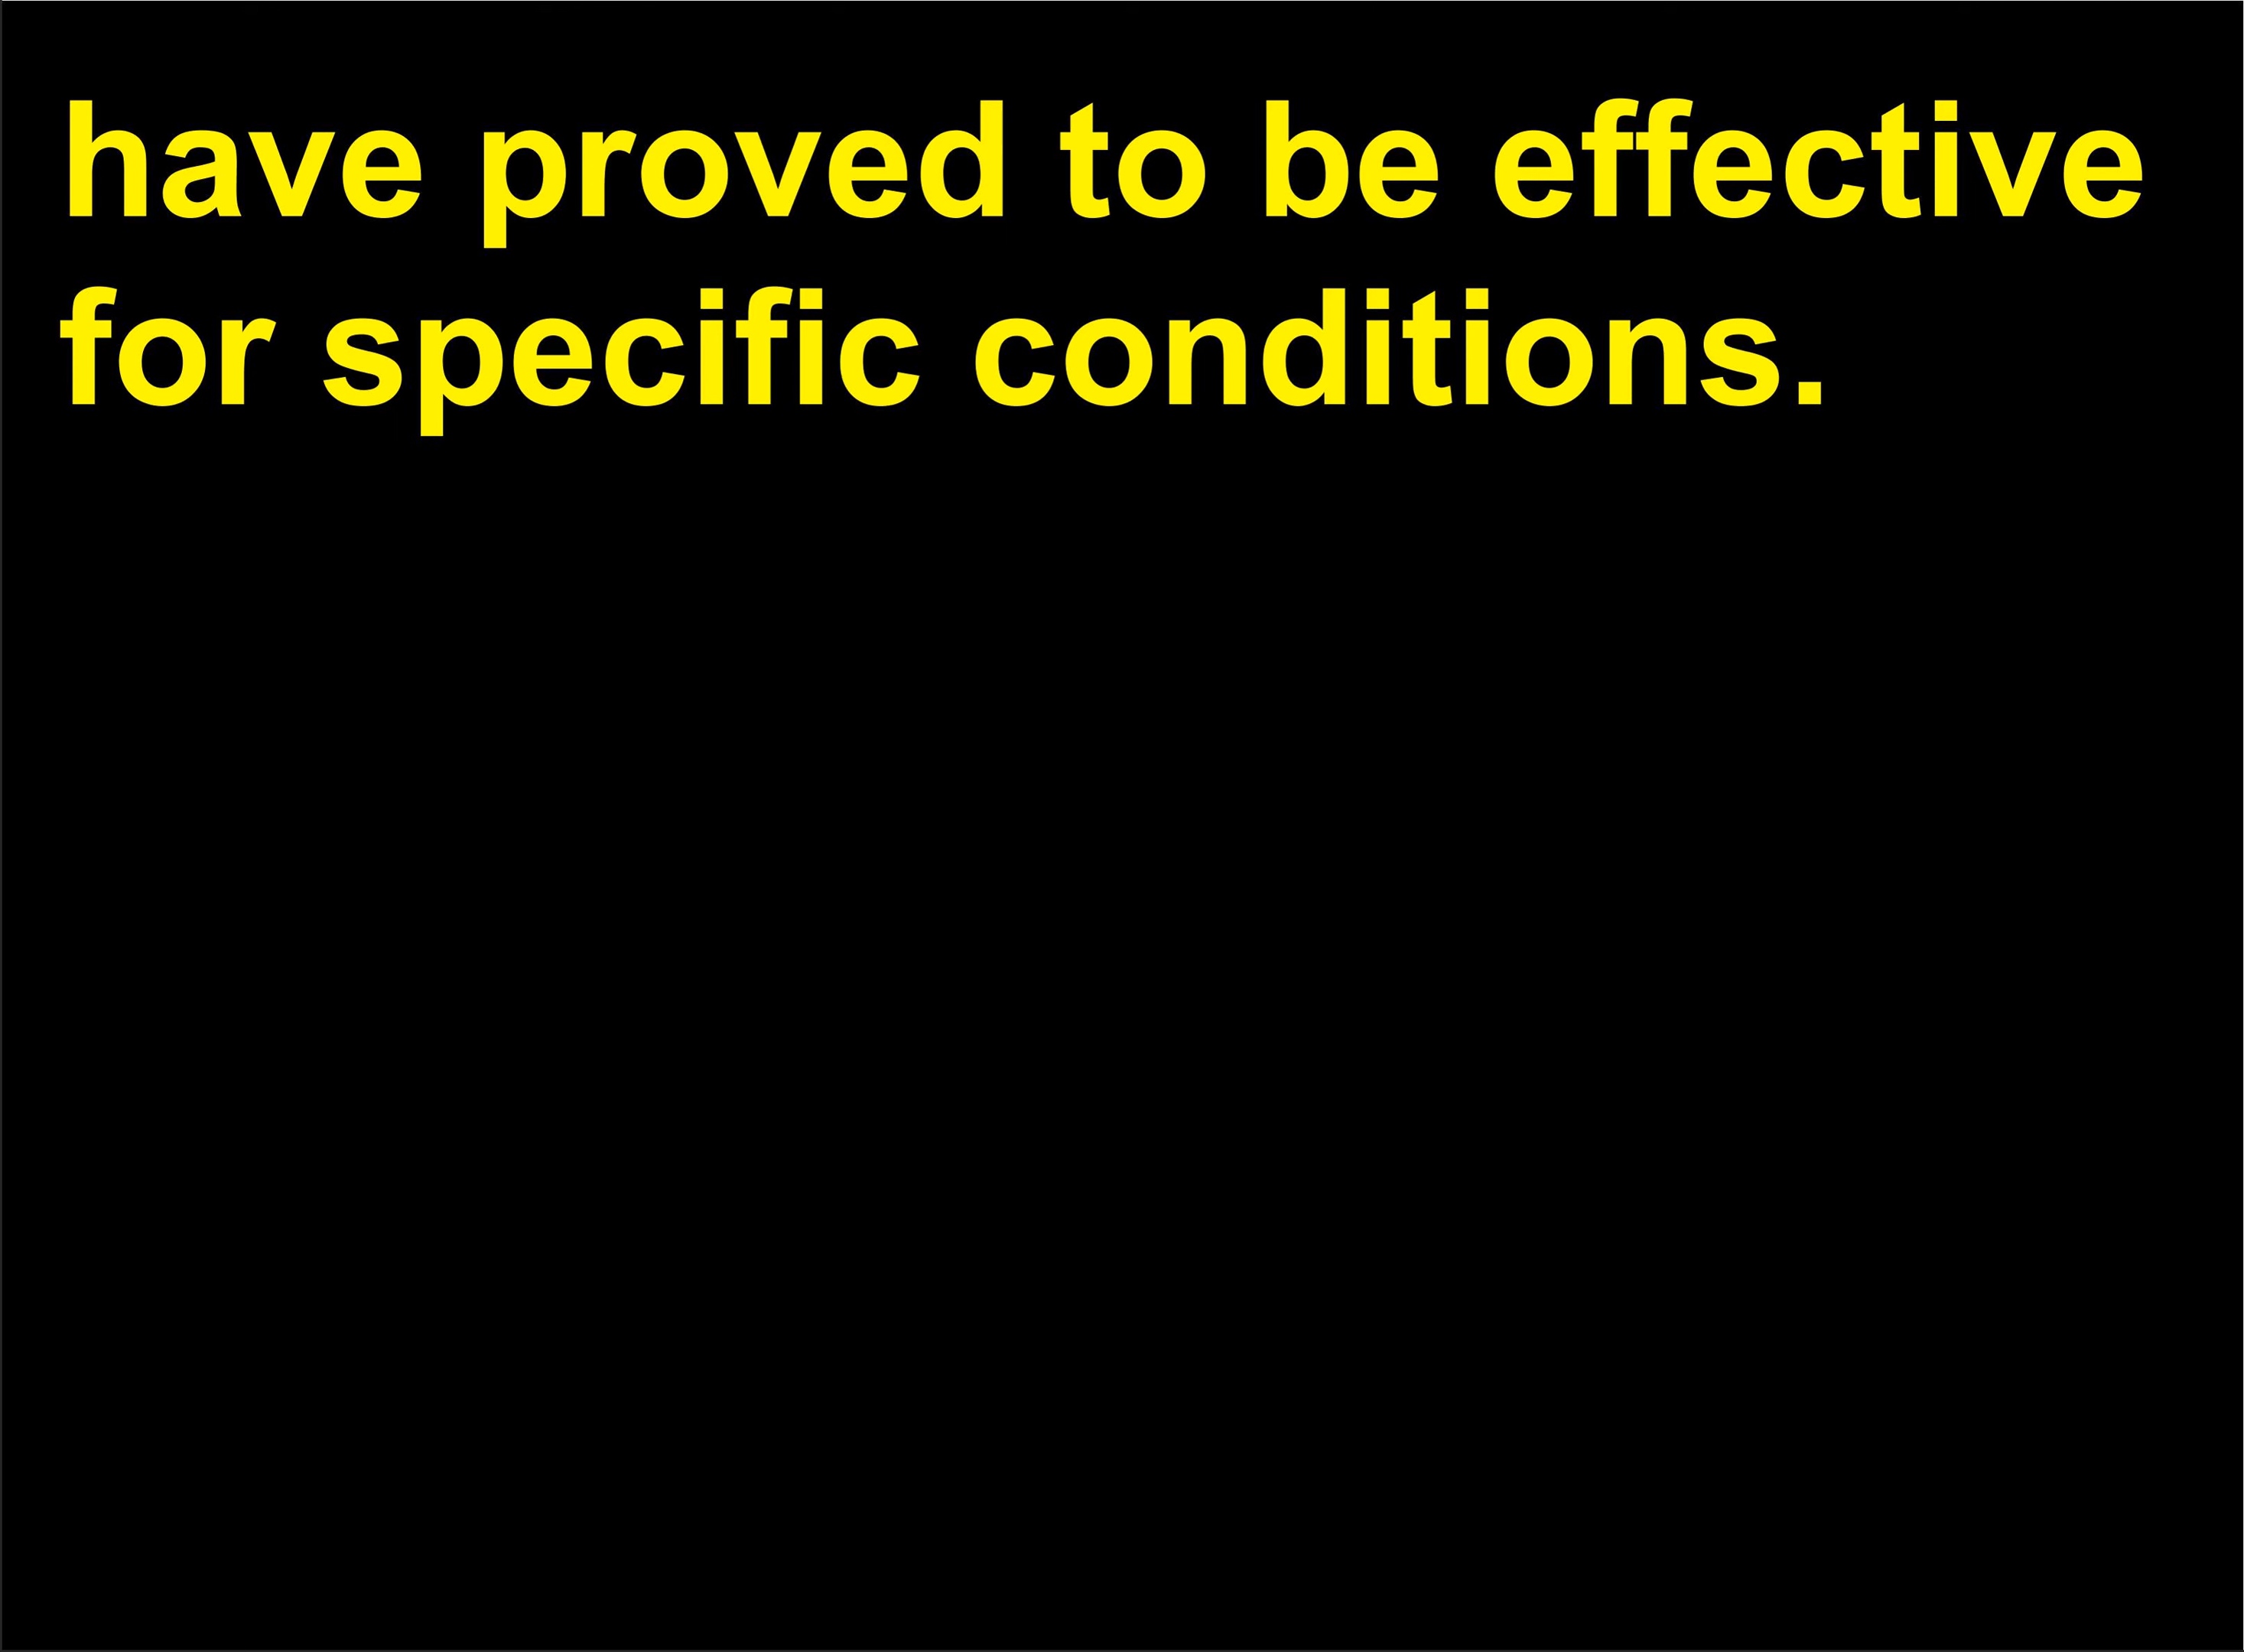 have proved to be effective
for specific conditions.